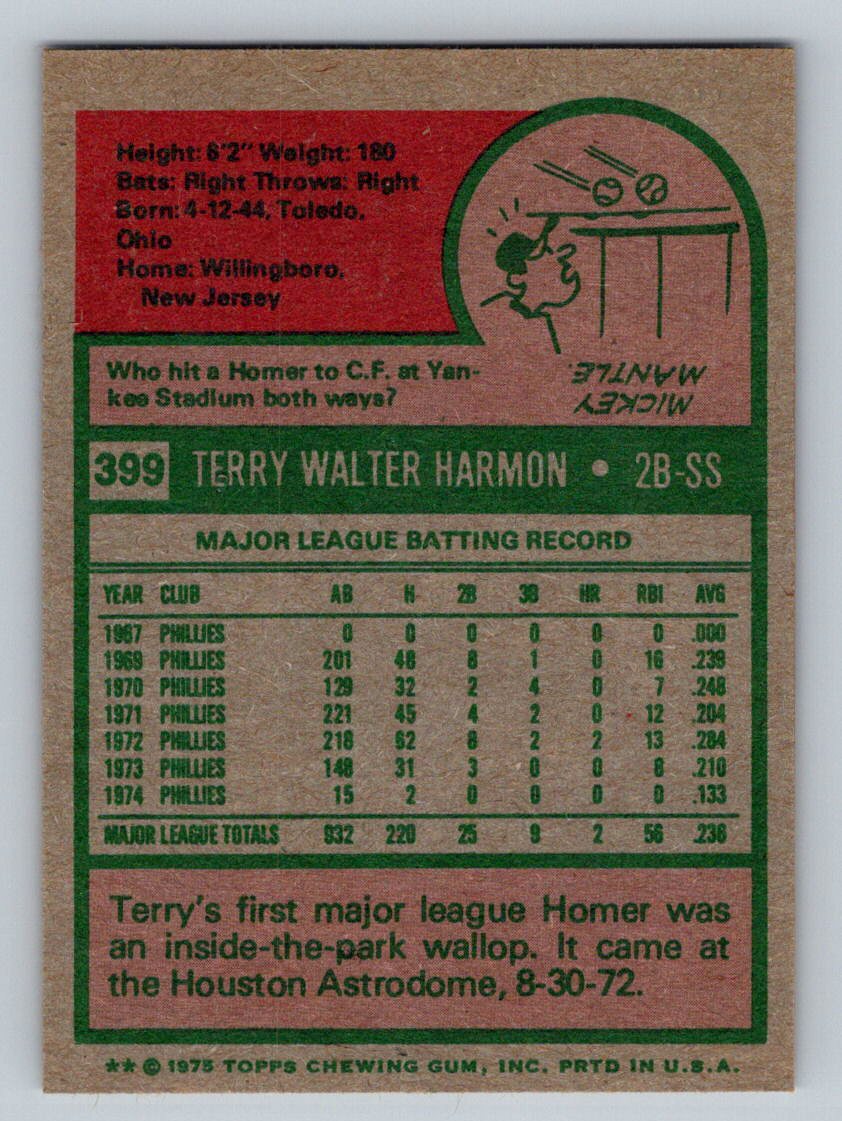 Height: 6'2" Weight: 180
Bats: Right Throws: Right
Born: 4-12-44, Toledo,
Ohio
Home: Willingboro,
New Jersey
Who hit a Homer to C.F. at Yan-
kee Stadium both ways?
MICKEY
MANTLE.
399 TERRY WALTER HARMON • 2B-SS
MAJOR LEAGUE BATTING RECORD
YEAR CLUB AB H 2B 3B HR RBI AVG
1967 PHILLIES 0 0 0 0 0 0 .000
1969 PHILLIES 201 48 8 1 0 16 .239
1970 PHILLIES 129 32 2 4 0 7 .248
1971 PHILLIES 221 45 4 2 0 12 .204
1972 PHILLIES 218 62 8 2 2 13 .284
1973 PHILLIES 148 31 3 0 0 8 .210
1974 PHILLIES 15 2 0 0 0 0 .133
MAJOR LEAGUE TOTALS 932 220 25 9 2 56 .236
Terry's first major league Homer was
an inside-the-park wallop. It came at
the Houston Astrodome, 8-30-72.
** © 1975 TOPPS CHEWING GUM, INC. PRTD IN U.S.A.